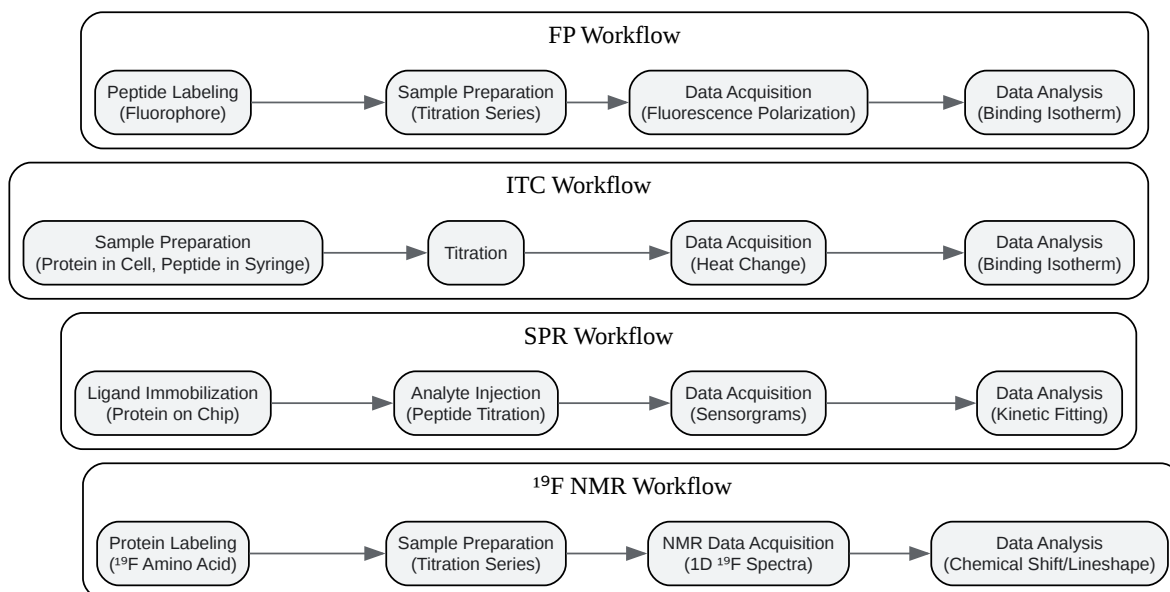 FP Workflow
Peptide Labeling
(Fluorophore)
Sample Preparation
(Titration Series)
Data Acquisition
(Fluorescence Polarization)
Data Analysis
(Binding Isotherm)
ITC Workflow
Sample Preparation
(Protein in Cell, Peptide in Syringe)
Titration
Data Acquisition
(Heat Change)
Data Analysis
(Binding Isotherm)
SPR Workflow
Ligand Immobilization
(Protein on Chip)
Analyte Injection
(Peptide Titration)
Data Acquisition
(Sensorgrams)
Data Analysis
(Kinetic Fitting)
¹⁹F NMR Workflow
Protein Labeling
(¹⁹F Amino Acid)
Sample Preparation
(Titration Series)
NMR Data Acquisition
(1D ¹⁹F Spectra)
Data Analysis
(Chemical Shift/Lineshape)